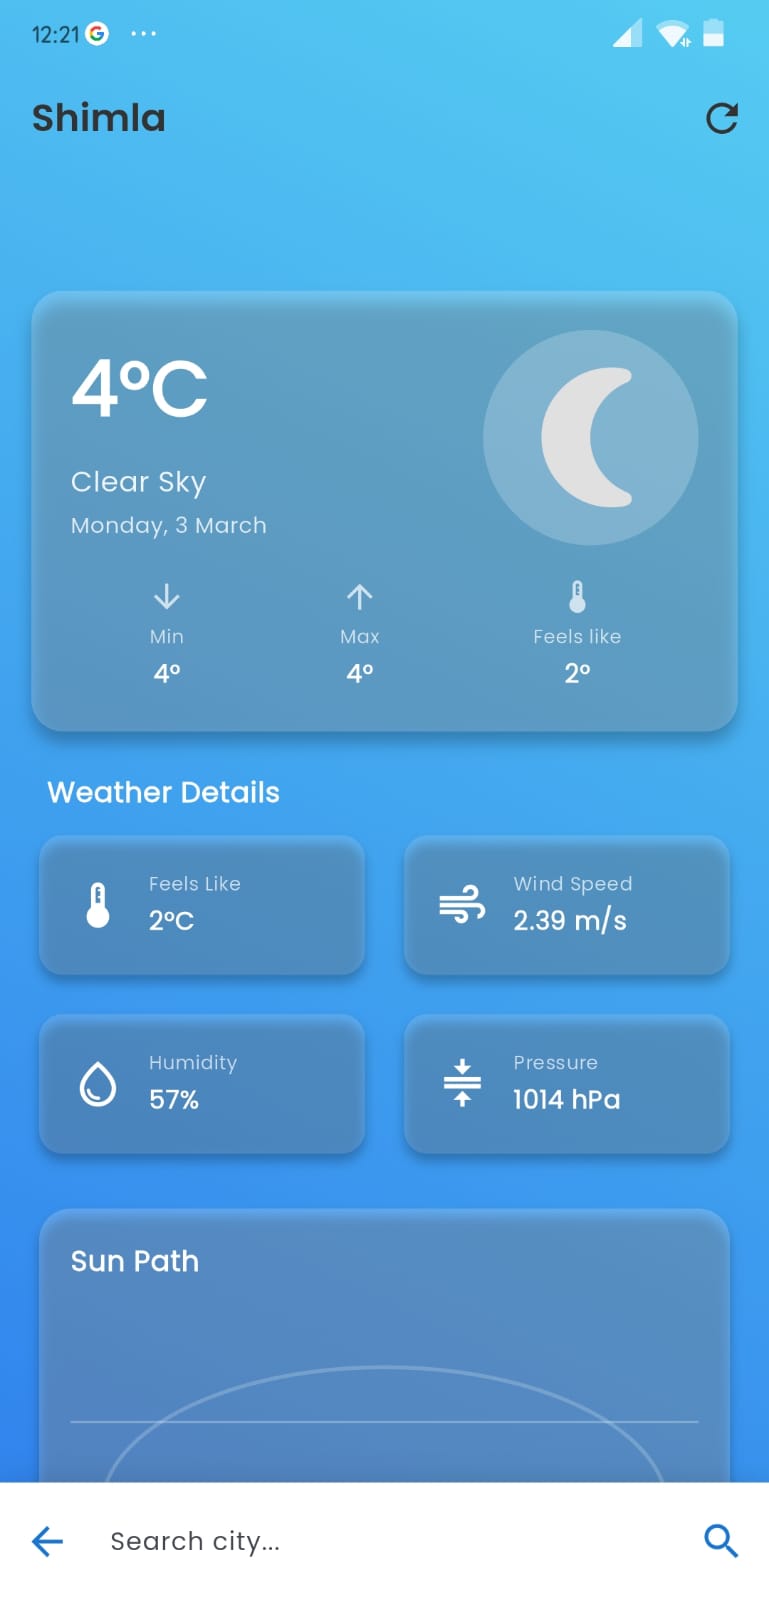 12:21
Shimla
4°C
Clear Sky
Monday, 3 March
Min
4°
Max
4°
Feels like
2°
Weather Details
Feels Like
2°C
Wind Speed
2.39 m/s
Humidity
57%
Pressure
1014 hPa
Sun Path
Search city...